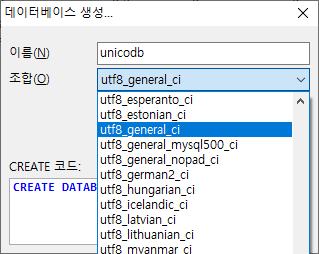 데이터베이스 생성...
이름(N)
unicodb
조합(O)
utf8_general_ci
utf8_esperanto_ci
utf8_estonian_ci
utf8_general_ci
utf8_general_mysql500_ci
utf8_general_nopad_ci
utf8_german2_ci
utf8_hungarian_ci
utf8_icelandic_ci
utf8_latvian_ci
utf8_lithuanian_ci
utf8_myanmar_ci
CREATE 코드:
CREATE DATAB